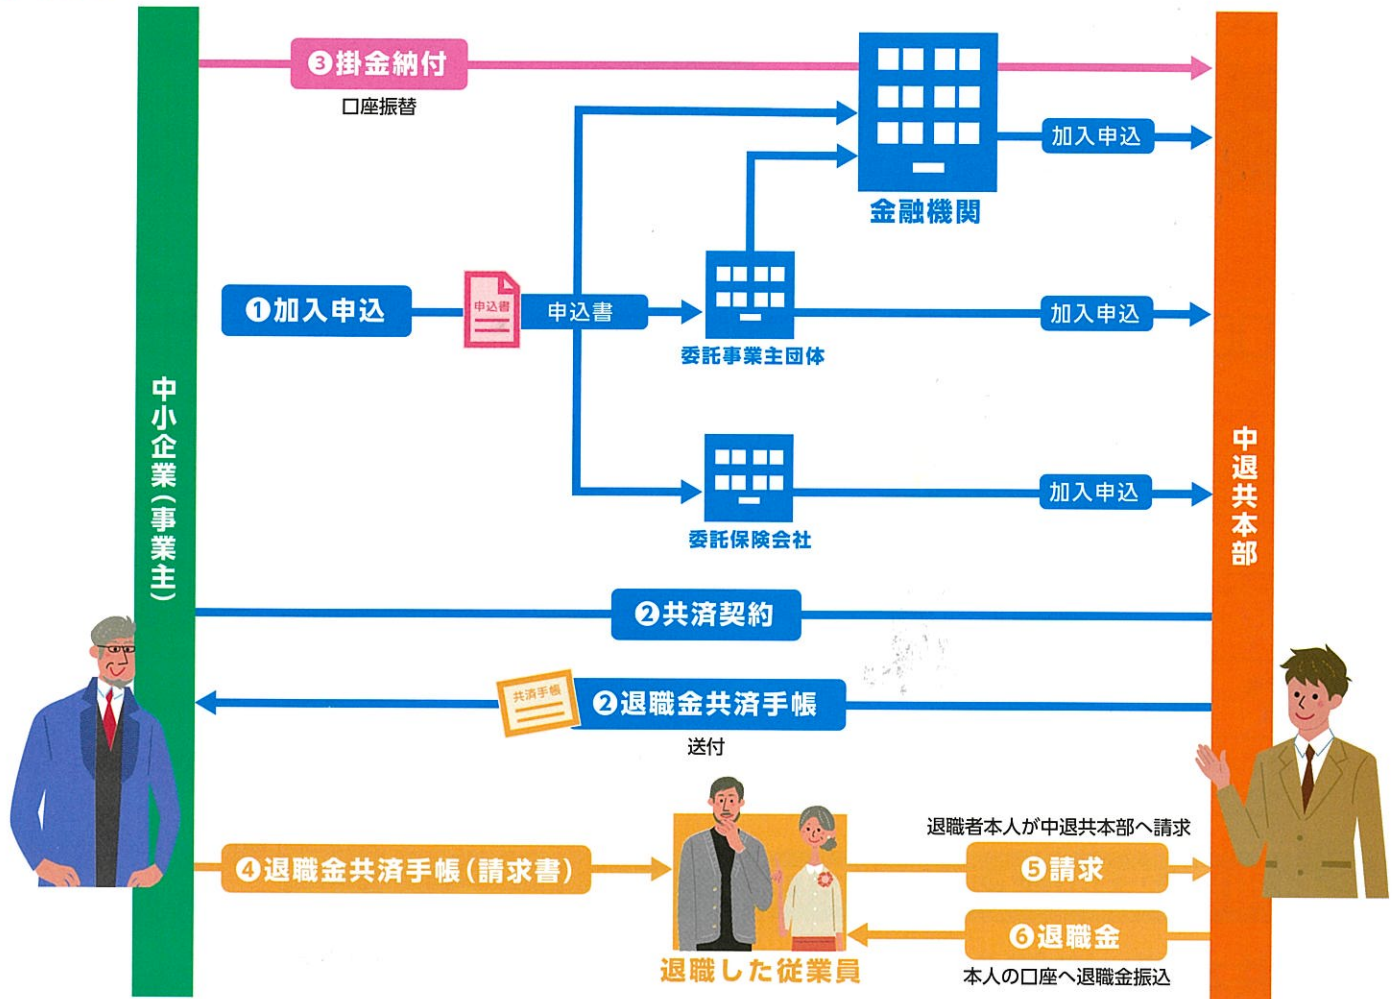 ❸掛金納付
口座振替
加入申込
金融機関
❶加入申込
申込書
申込書
加入申込
委託事業主団体
中小企業(事業主)
中退共本部
加入申込
委託保険会社
❷共済契約
共済手帳
❷退職金共済手帳
送付
退職者本人が中退共本部へ請求
❹退職金共済手帳(請求書)
❺請求
❻退職金
退職した従業員
本人の口座へ退職金振込